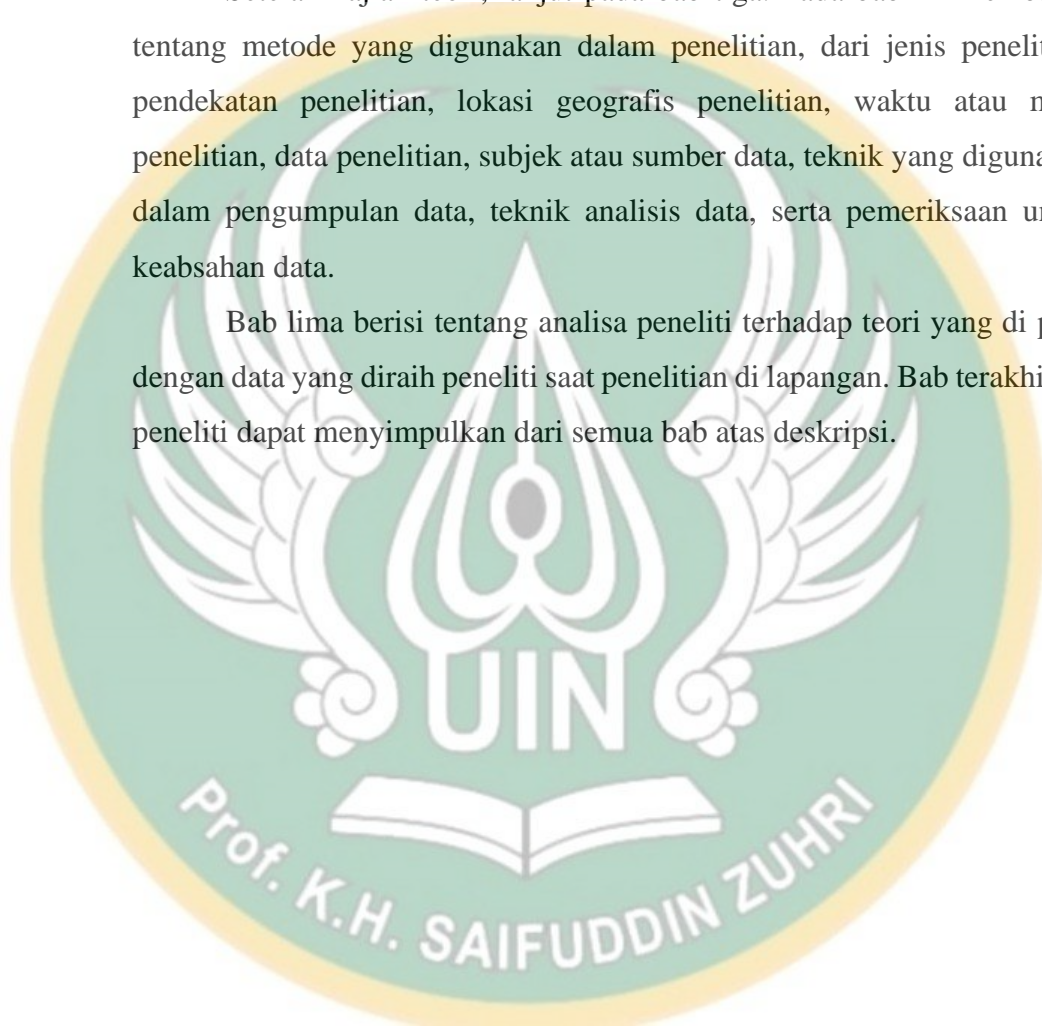 tentang metode yang digunakan dalam penelitian, dari jenis
pendekatan penelitian, lokasi geografis penelitian, waktu atau
penelitian, data penelitian, subjek atau sumber data, teknik yang
dalam pengumpulan data, teknik analisis data, serta pemeriksaan
keabsahan data.
Bab lima berisi tentang analisa peneliti terhadap teori yang di
dengan data yang diraih peneliti saat penelitian di lapangan. Bab
peneliti dapat menyimpulkan dari semua bab atas deskripsi.
UIN
Prof. K.H. SAIFUDDIN ZUHRI